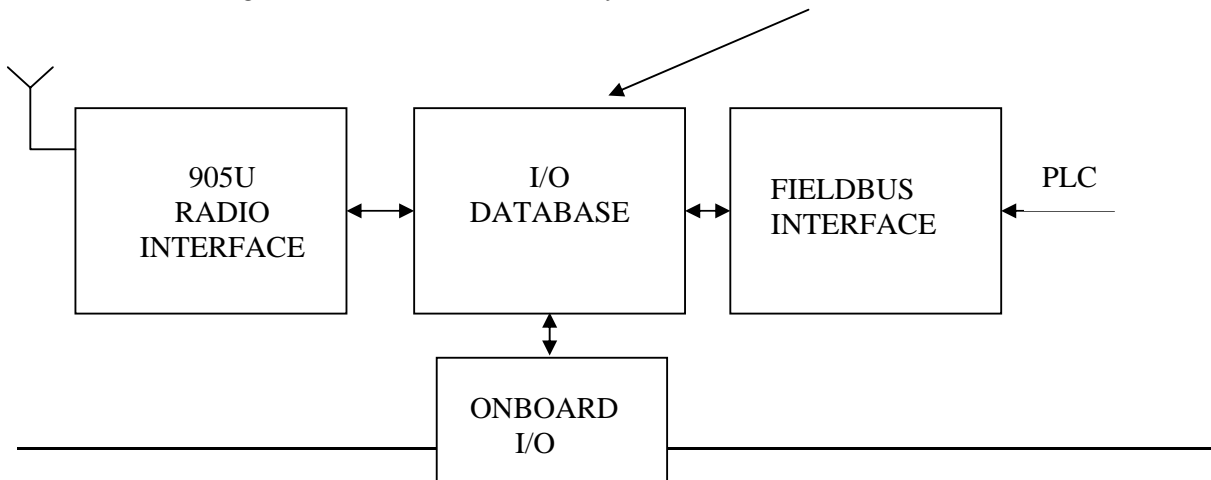 905U
RADIO
INTERFACE
I/O
DATABASE
FIELDBUS
INTERFACE
PLC
ONBOARD
I/O